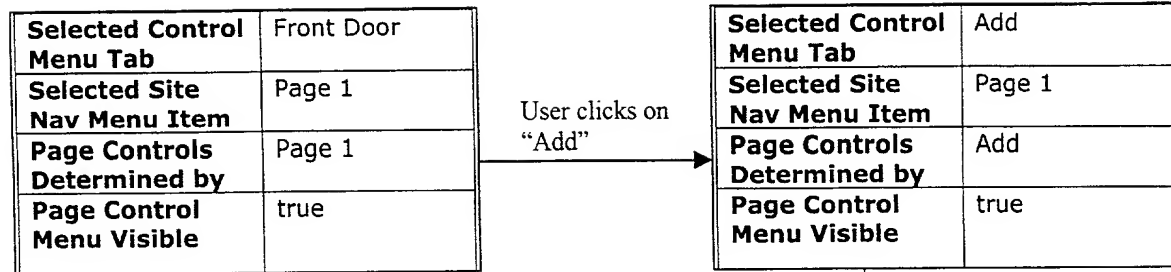 Selected Control Front Door
Menu Tab
Selected Site Page 1
Nav Menu Item
Page Controls Page 1
Determined by
Page Control true
Menu Visible
User clicks on
“Add”
Selected Control Add
Menu Tab
Selected Site Page 1
Nav Menu Item
Page Controls Add
Determined by
Page Control true
Menu Visible